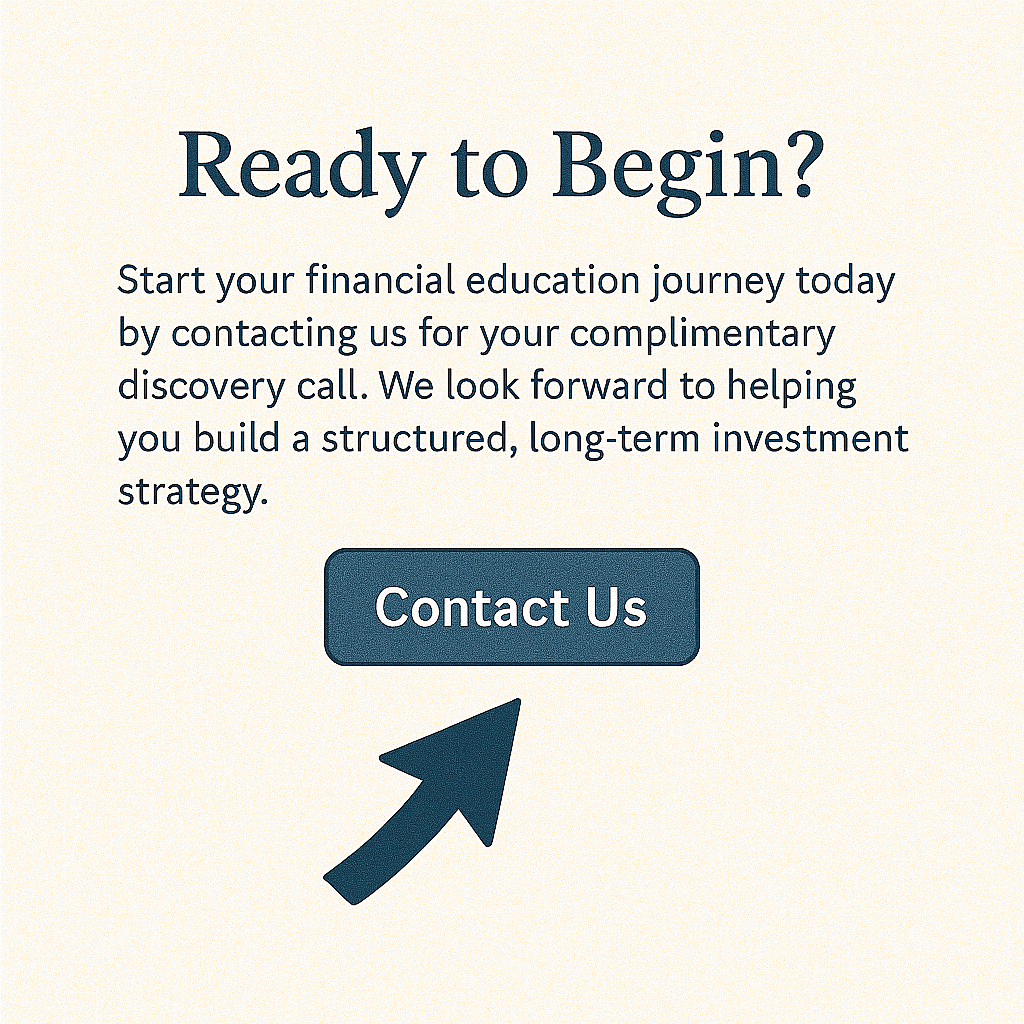 Ready to Begin?
Start your financial education journey today
by contacting us for your complimentary
discovery call. We look forward to helping
you build a structured, long-term investment
strategy.
Contact Us